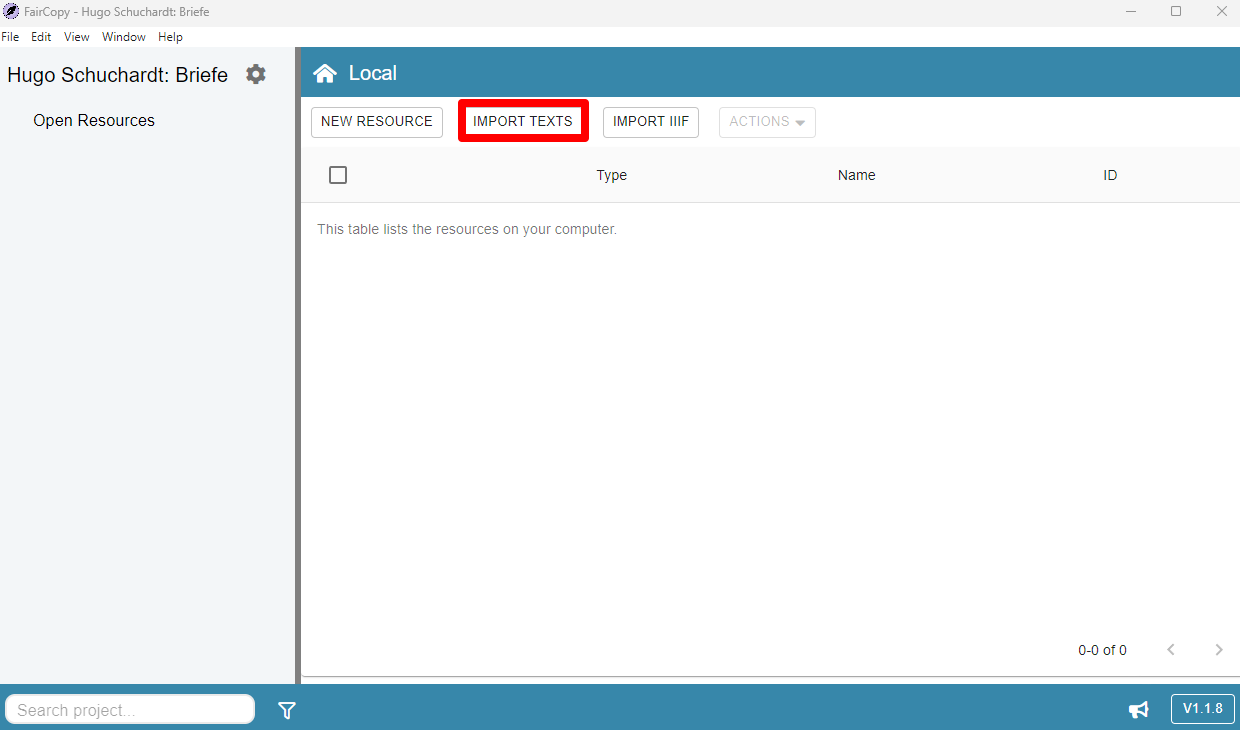 FairCopy - Hugo Schuchardt: Briefe
File Edit View Window Help
Hugo Schuchardt: Briefe
Open Resources
Local
NEW RESOURCE IMPORT TEXTS IMPORT IIIF ACTIONS
Type Name ID
This table lists the resources on your computer.
0-0 of 0
Search project...
V1.1.8